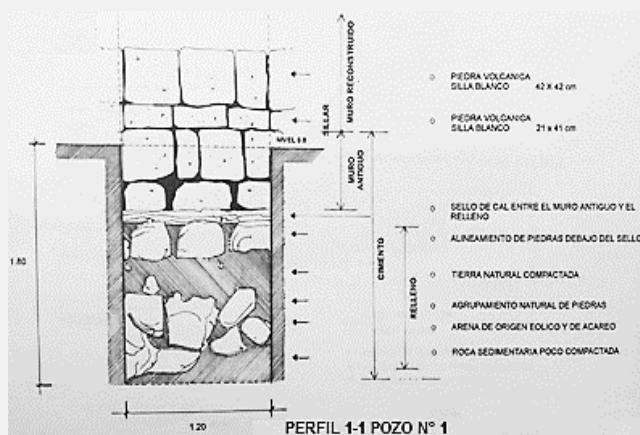 PIEDRA VOLCANICA
SILLA BLANCO 42 X 42 cm
PIEDRA VOLCANICA
SILLA BLANCO 21 x 41 cm
SELLO DE CAL ENTRE EL MURO ANTIGUO Y EL
RELLENO
ALINEAMIENTO DE PIEDRAS DEBAJO DEL SELLO
TIERRA NATURAL COMPACTADA
AGRUPAMIENTO NATURAL DE PIEDRAS
ARENA DE ORIGEN EOLICO Y DE ACAREO
ROCA SEDIMENTARIA POCO COMPACTADA
MURO RECONSTRUIDO
SILLAR
MURO
ANTIGUO
CIMIENTO
RELLENO
1.20
PERFIL 1-1 POZO N° 1